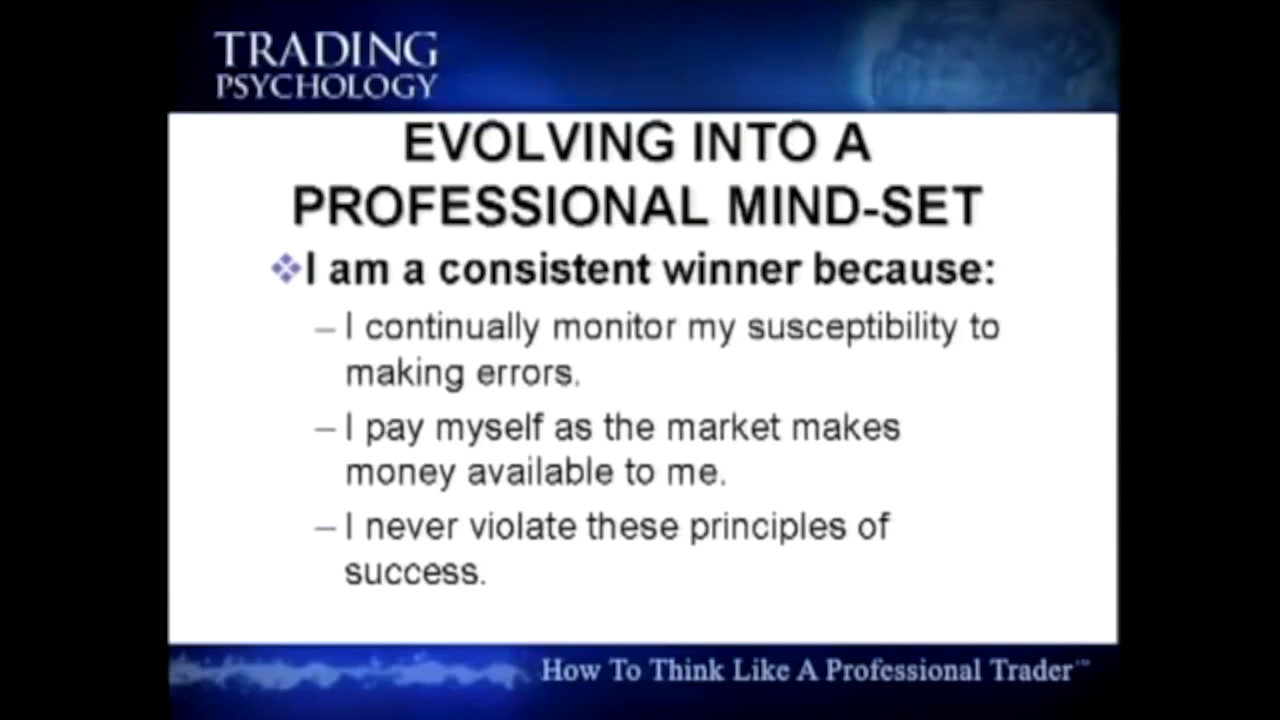 TRADING
PSYCHOLOGY
EVOLVING INTO A
PROFESSIONAL MIND-SET
❖I am a consistent winner because:
– I continually monitor my susceptibility to
making errors.
– I pay myself as the market makes
money available to me.
– I never violate these principles of
success.
How To Think Like A Professional Trader™